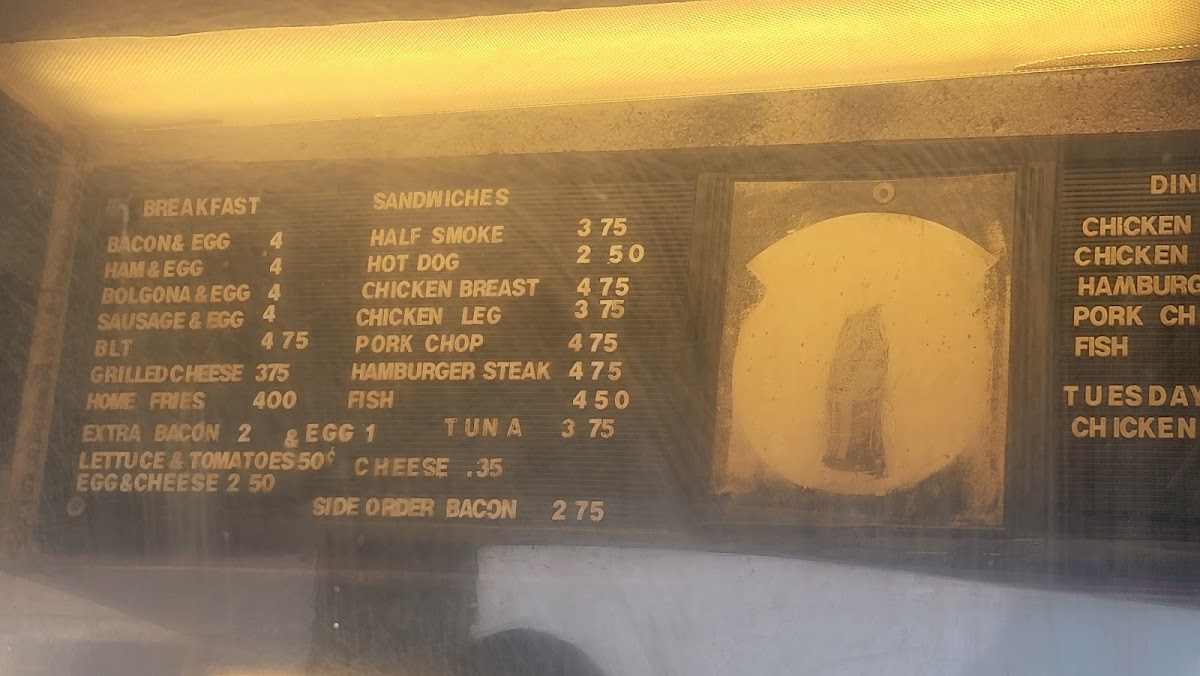 BREAKFAST
BACON & EGG 4
HAM & EGG 4
BOLGONA & EGG 4
SAUSAGE & EGG 4
BLT 4 75
GRILLED CHEESE 375
HOME FRIES 400
EXTRA BACON 2 & EGG 1
LETTUCE & TOMATOES 50¢
EGG & CHEESE 2 50
SANDWICHES
HALF SMOKE 3 75
HOT DOG 2 50
CHICKEN BREAST 4 75
CHICKEN LEG 3 75
PORK CHOP 4 75
HAMBURGER STEAK 4 75
FISH 4 50
TUNA 3 75
CHEESE .35
SIDE ORDER BACON 2 75
DIN
CHICKEN
CHICKEN
HAMBURG
PORK CH
FISH
TUESDAY
CHICKEN